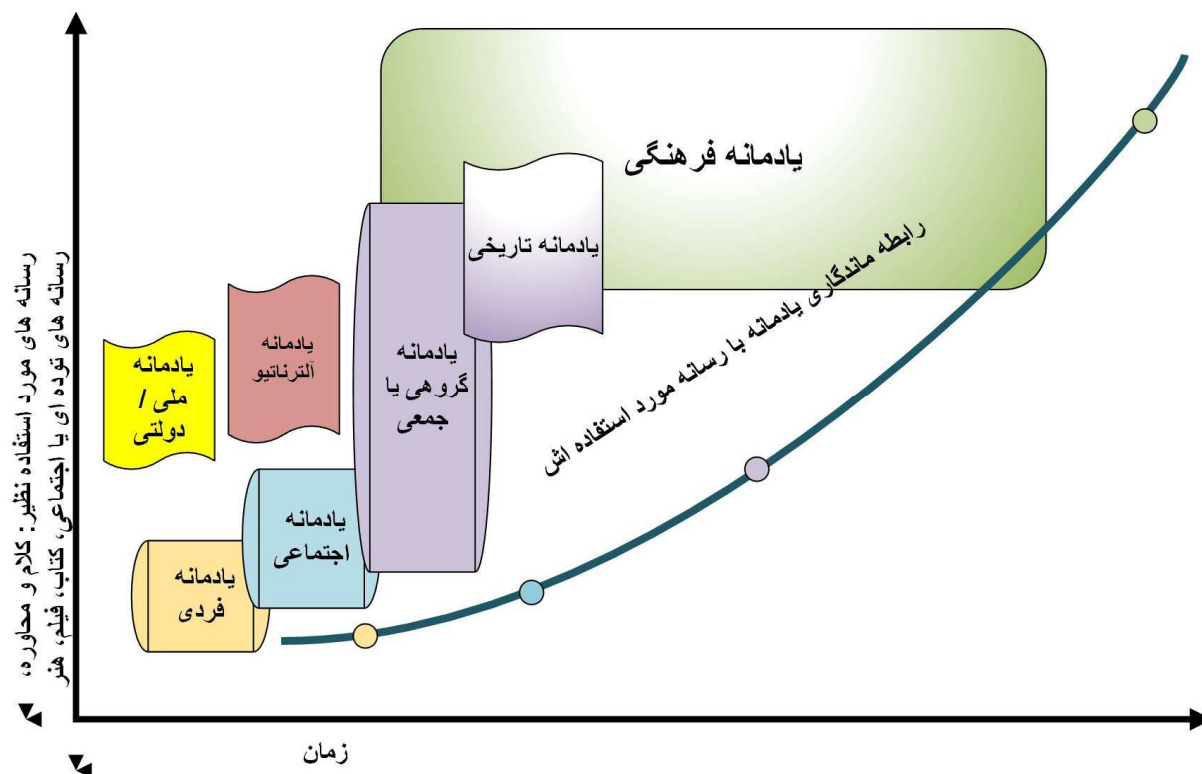 یادمانه فرهنگی
یادمانه تاریخی
یادمانه
گروهی یا
جمعی
یادمانه
آلترناتیو
یادمانه
ملی /
دولتی
یادمانه
اجتماعی
یادمانه
فردی
رابطه ماندگاری یادمانه با رسانه مورد استفاده اش
رسانه های مورد استفاده نظیر: کلام و محاوره،
رسانه های توده ای یا اجتماعی، کتاب، فیلم، هنر
زمان